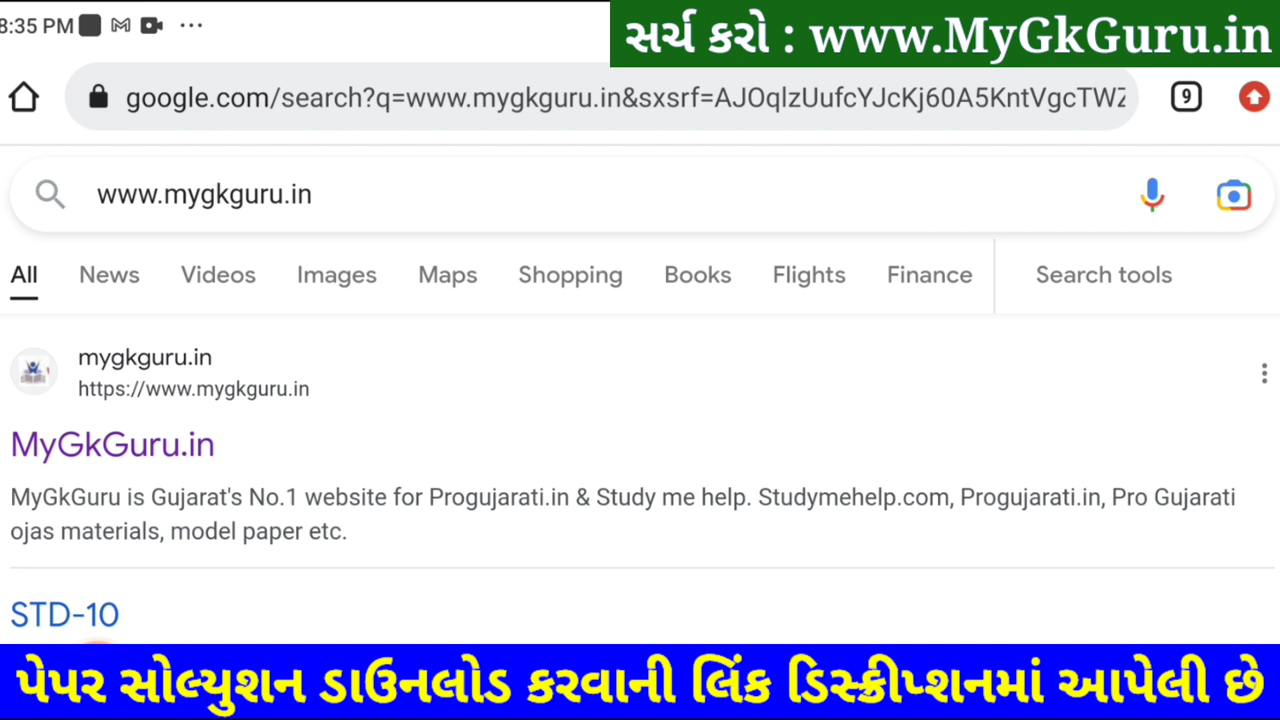 8:35 PM
સર્ચ કરો : www.MyGkGuru.in
google.com/search?q=www.mygkguru.in&sxsrf=AJOqlzUufcYJcKj60A5KntVgcTWZ
9
www.mygkguru.in
All News Videos Images Maps Shopping Books Flights Finance Search tools
mygkguru.in
https://www.mygkguru.in
MyGkGuru.in
MyGkGuru is Gujarat's No.1 website for Progujarati.in & Study me help. Studymehelp.com, Progujarati.in, Pro Gujarati
ojas materials, model paper etc.
STD-10
પેપર સોલ્યુશન ડાઉનલોડ કરવાની લિંક ડિસ્ક્રીપ્શનમાં આપેલી છે